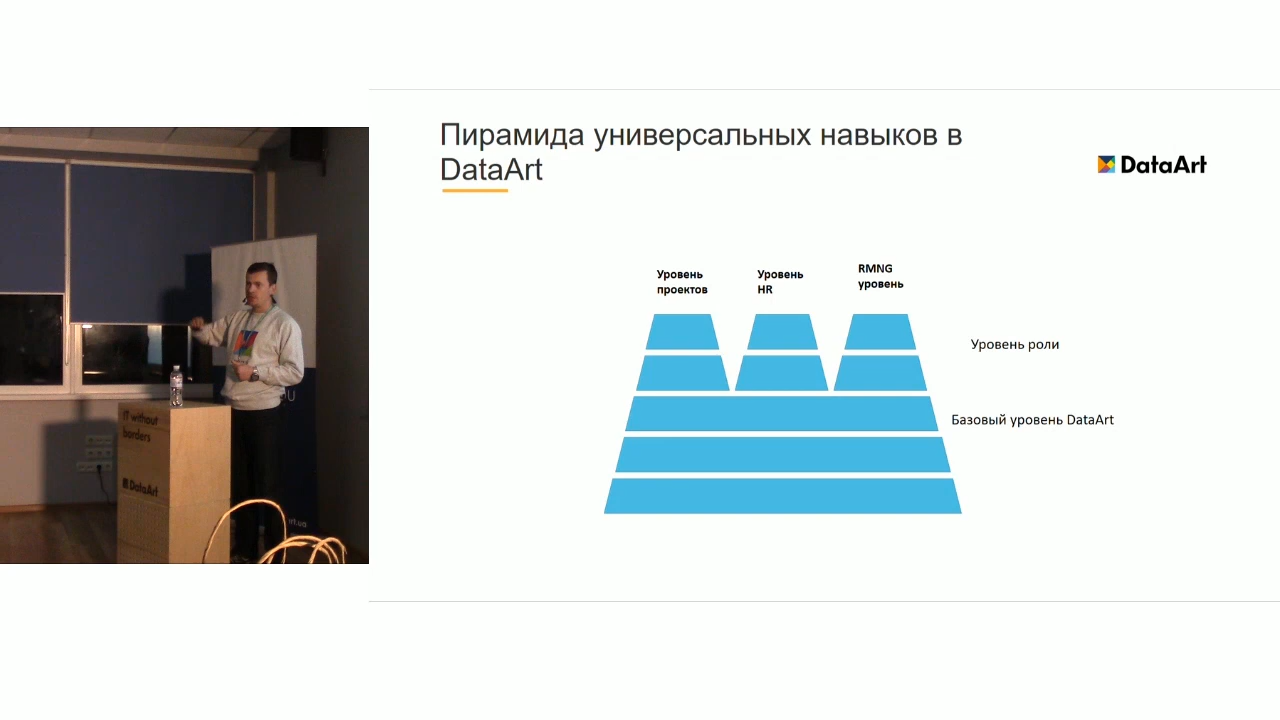 Пирамида универсальных навыков в
DataArt
DataArt
Уровень
проектов
Уровень
HR
RMNG
уровень
Уровень роли
Базовый уровень DataArt
IT without
borders
DataArt